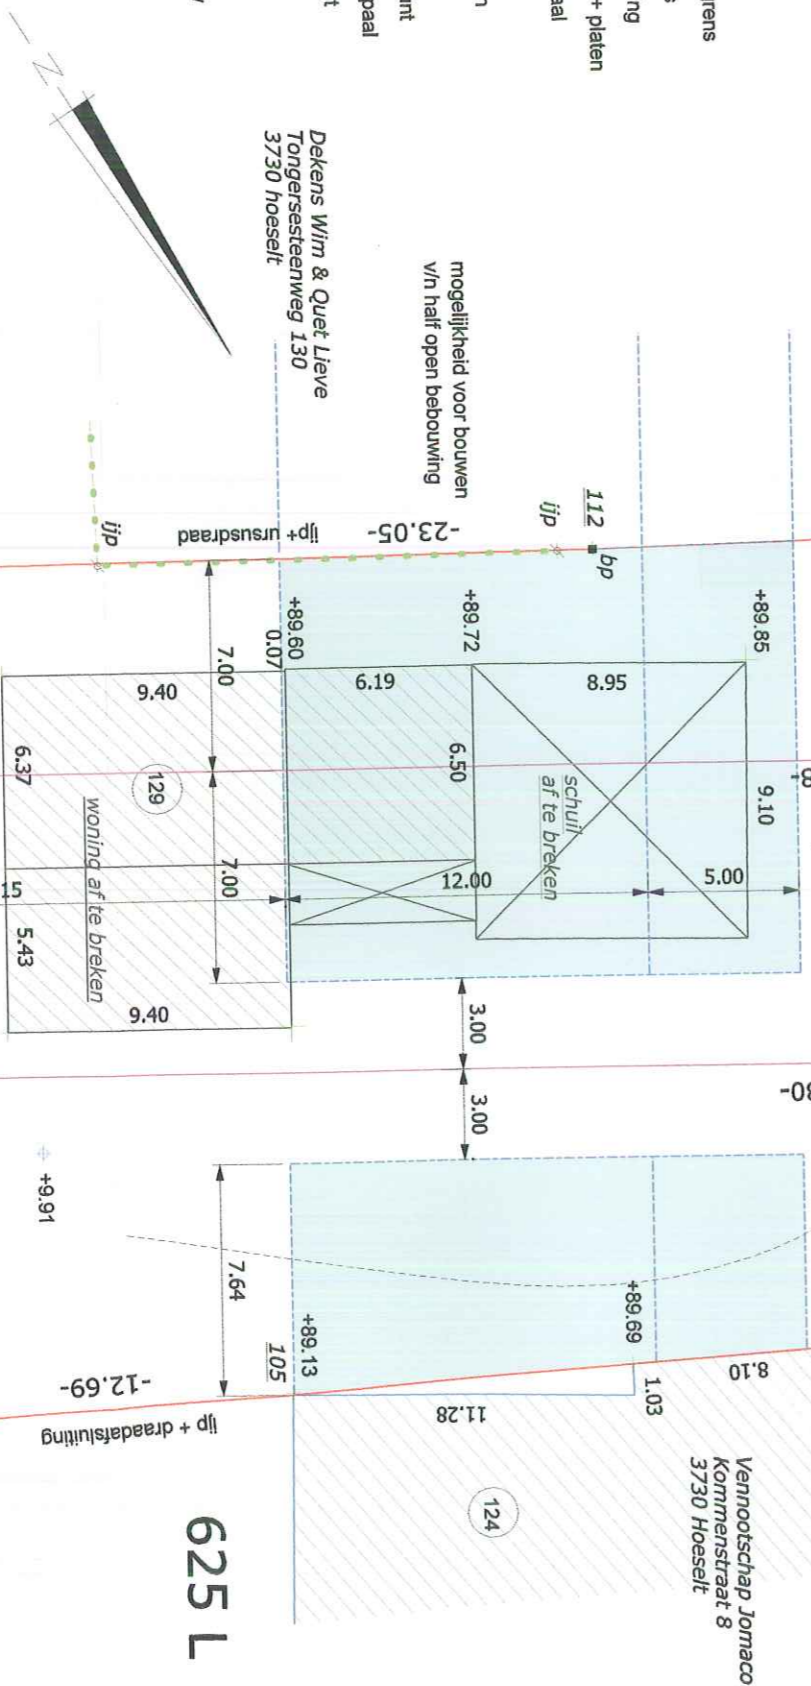 + platen
N
Dekens Wim & Quet Lieve
Tongersesteenweg 130
3730 hoeselt
mogelijkheid voor bouwen
v/n half open bebouwing
112
bp
ijp
-23.05-
ijp+ ursusdraad
ijp
+89.85
+89.72
+89.60
0.07
7.00
7.00
9.40
6.19
8.95
9.10
6.50
6.37
129
woning af te breken
schuil
af te breken
12.00
5.00
15
5.43
9.40
3.00
3.00
+9.91
7.64
+89.13
105
+89.69
1.03
8.10
11.28
-12.69-
ijp + draadafsluiting
124
Vennootschap Jomaco
Kommenstraat 8
3730 Hoeselt
625 L